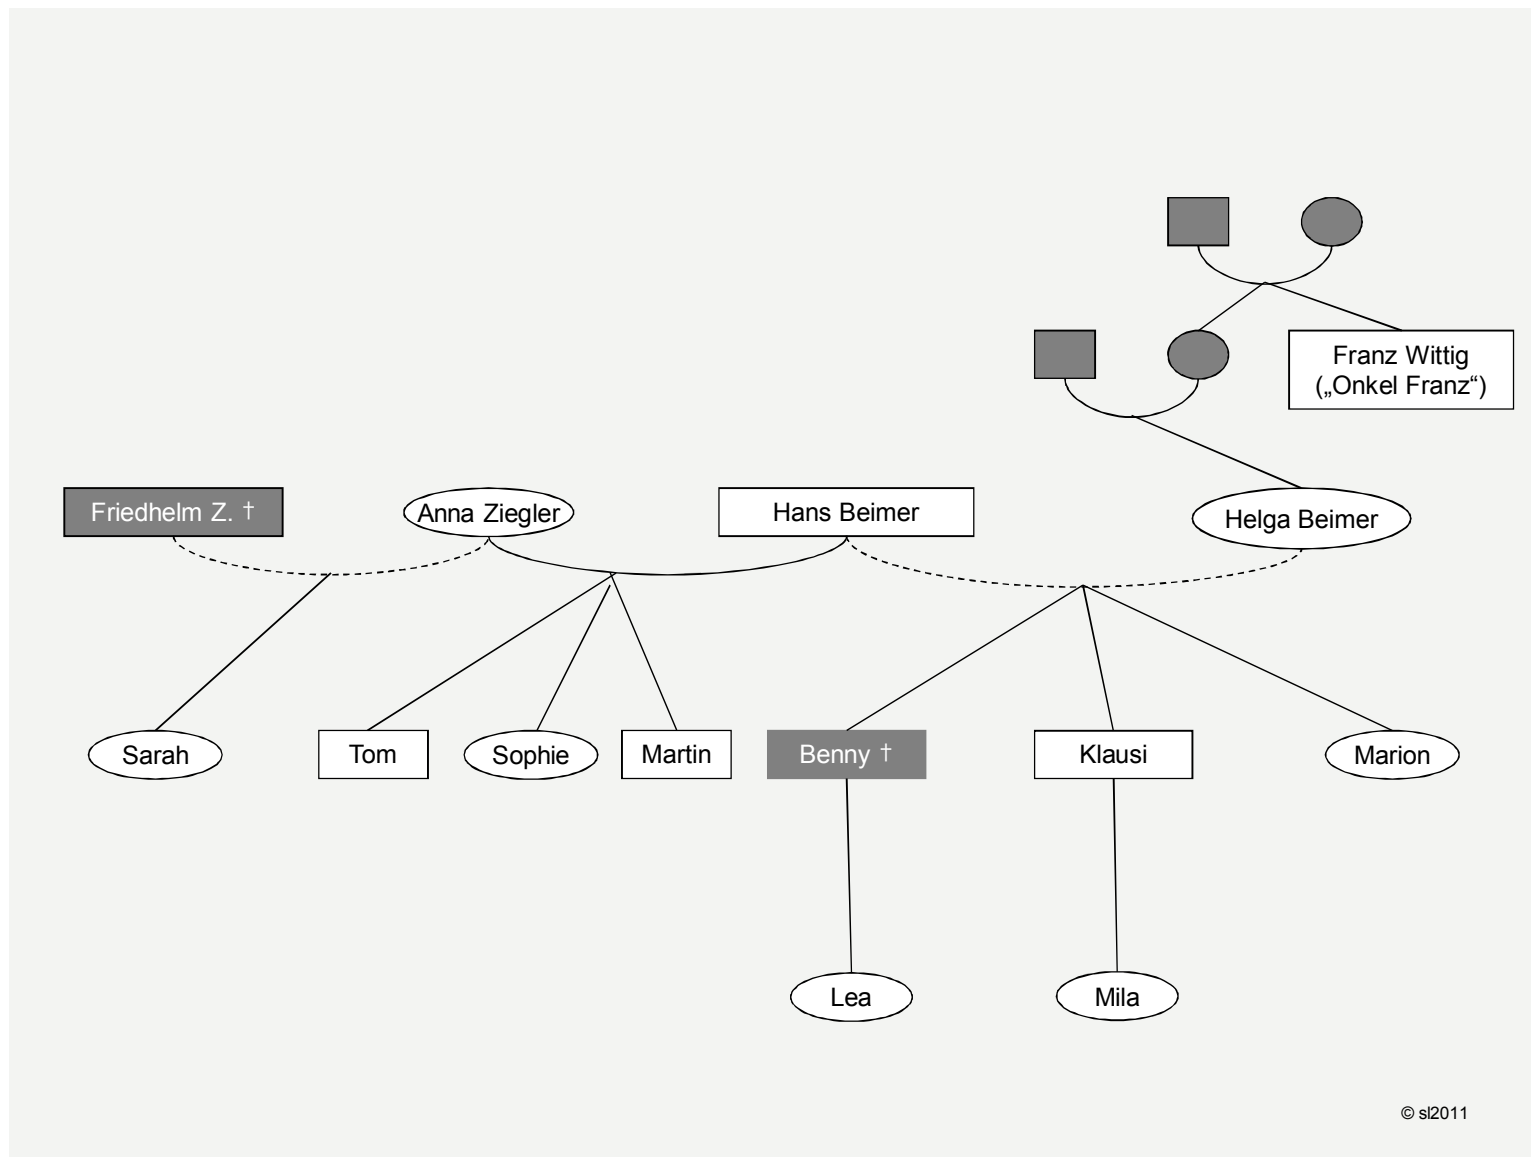 Franz Wittig
(„Onkel Franz“)
Friedhelm Z. †
Anna Ziegler
Hans Beimer
Helga Beimer
Sarah
Tom
Sophie
Martin
Benny †
Klausi
Marion
Lea
Mila
© sl2011